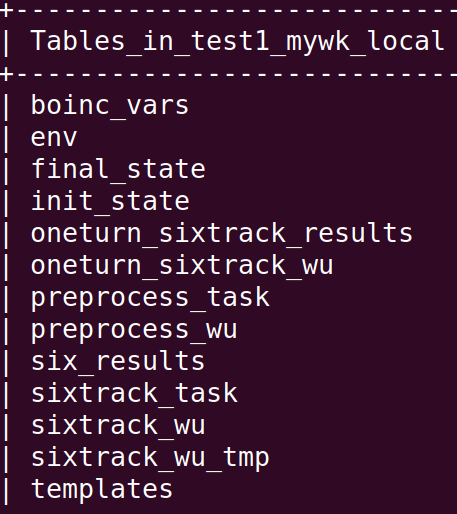 +----------------------------
| Tables_in_test1_mywk_local
+----------------------------
| boinc_vars
| env
| final_state
| init_state
| oneturn_sixtrack_results
| oneturn_sixtrack_wu
| preprocess_task
| preprocess_wu
| six_results
| sixtrack_task
| sixtrack_wu
| sixtrack_wu_tmp
| templates